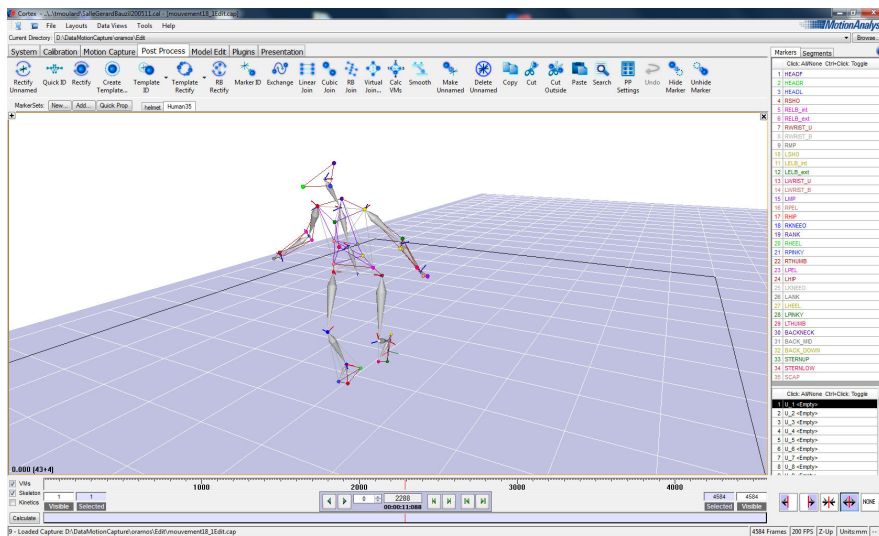 Cortex - ...\..\tmoulard\SalleGerardBauzil200511.cal - [mouvement18_1Edit.cap]
File Layouts Data Views Tools Help
MotionAnalys
Current Directory: D:\DataMotionCapture\oramos\Edit
Browse...
System Calibration Motion Capture Post Process Model Edit Plugins Presentation
Markers Segments
Rectify Unnamed
Quick ID
Rectify
Create Template...
Template ID
Template Rectify
RB Rectify
Marker ID
Exchange
Linear Join
Cubic Join
RB Join
Virtual Join...
Calc VMs
Smooth
Make Unnamed
Delete Unnamed
Copy
Cut
Cut Outside
Paste
Search
PP Settings
Undo
Hide Marker
Unhide Marker
MarkerSets: New... Add... Quick Prop helmet Human35
Click: All/None Ctrl+Click: Toggle
1 HEADF
2 HEADR
3 HEADL
4 RSHO
5 RELB_int
6 RELB_ext
7 RWRIST_U
8 RWRIST_B
9 RMP
10 LSHO
11 LELB_int
12 LELB_ext
13 LWRIST_U
14 LWRIST_B
15 LMP
16 RPEL
17 RHIP
18 RKNEEO
19 RANK
20 RHEEL
21 RPINKY
22 RTHUMB
23 LPEL
24 LHIP
25 LKNEEO
26 LANK
27 LHEEL
28 LPINKY
29 LTHUMB
30 BACKNECK
31 BACK_MID
32 BACK_DOWN
33 STERNUP
34 STERNLOW
35 SCAP
Click: All/None Ctrl+Click: Toggle
1 U_1 <Empty>
2 U_2 <Empty>
3 U_3 <Empty>
4 U_4 <Empty>
5 U_5 <Empty>
6 U_6 <Empty>
7 U_7 <Empty>
8 U_8 <Empty>
0.000 (43+4)
VMs
Skeleton
Kinetics
1000 2000 3000 4000
1 1
Visible Selected
0 2288
00:00:11:088
4584 4584
Selected Visible
NONE
Calculate
9 - Loaded Capture: D:\DataMotionCapture\oramos\Edit\mouvement18_1Edit.cap
4584 Frames 200 FPS Z-Up Units:mm --